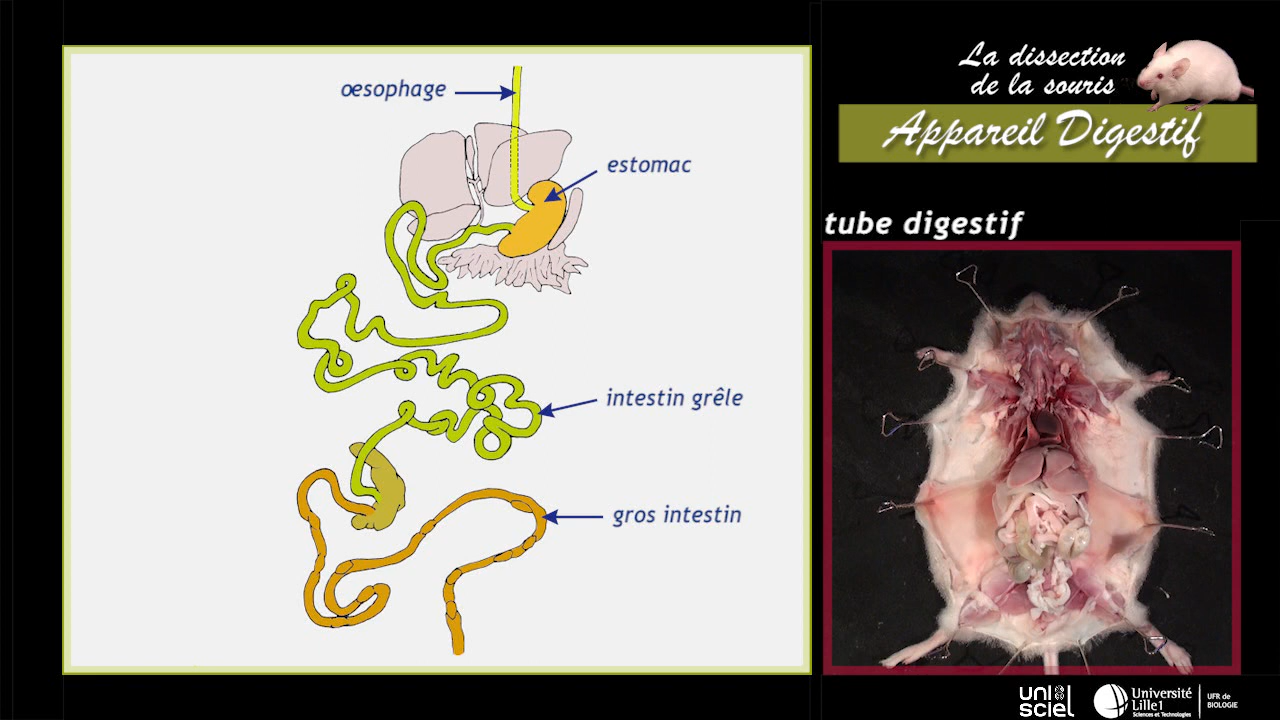 La dissection
de la souris
Appareil Digestif
tube digestif
œsophage
estomac
intestin grêle
gros intestin
uni
sciel
Université
Lille1
Sciences et Technologies
UFR de
BIOLOGIE